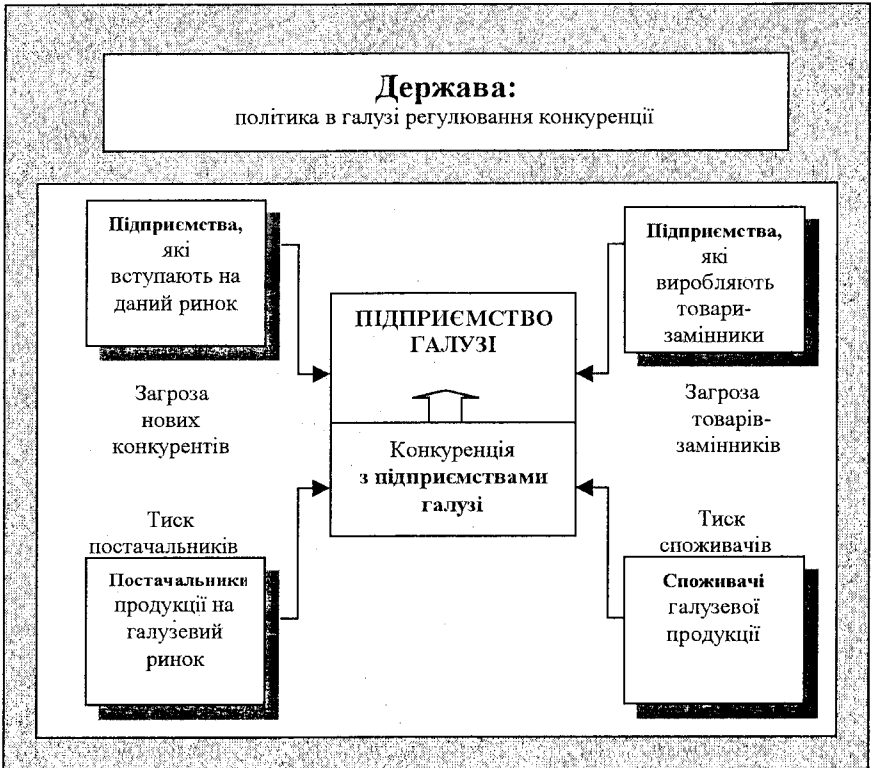 Держава:
політика в галузі регулювання конкуренції
Підприємства,
які
вступають на
даний ринок
Загроза
нових
конкурентів
Підприємства,
які
виробляють
товари-
замінники
Загроза
товарів-
замінників
ПІДПРИЄМСТВО
ГАЛУЗІ
Конкуренція
з підприємствами
галузі
Тиск
постачальників
Постачальники
продукції на
галузевий
ринок
Тиск
споживачів
Споживачі
галузевої
продукції